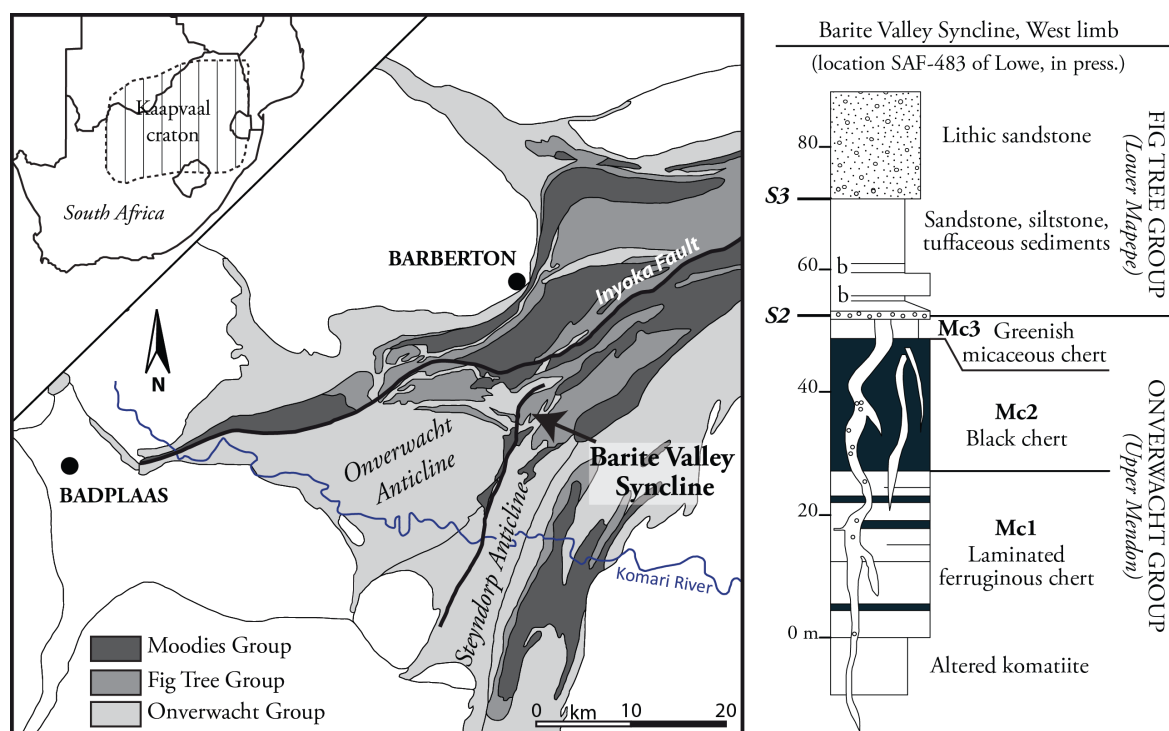 Kaapvaal
craton
South Africa
BARBERTON
Inyoka Fault
N
Onverwacht
Anticline
BADPLAAS
Barite Valley
Syncline
Steyndorp Anticline
Komari River
Moodies Group
Fig Tree Group
Onverwacht Group
0 km 10 20
Barite Valley Syncline, West limb
(location SAF-483 of Lowe, in press.)
80
Lithic sandstone
S3
Sandstone, siltstone,
tuffaceous sediments
60
b
b
S2
Mc3 Greenish
micaceous chert
40
Mc2
Black chert
20
Mc1
Laminated
ferruginous chert
0 m
Altered komatiite
FIG TREE GROUP
(Lower Mapepe)
ONVERWACHT GROUP
(Upper Mendon)